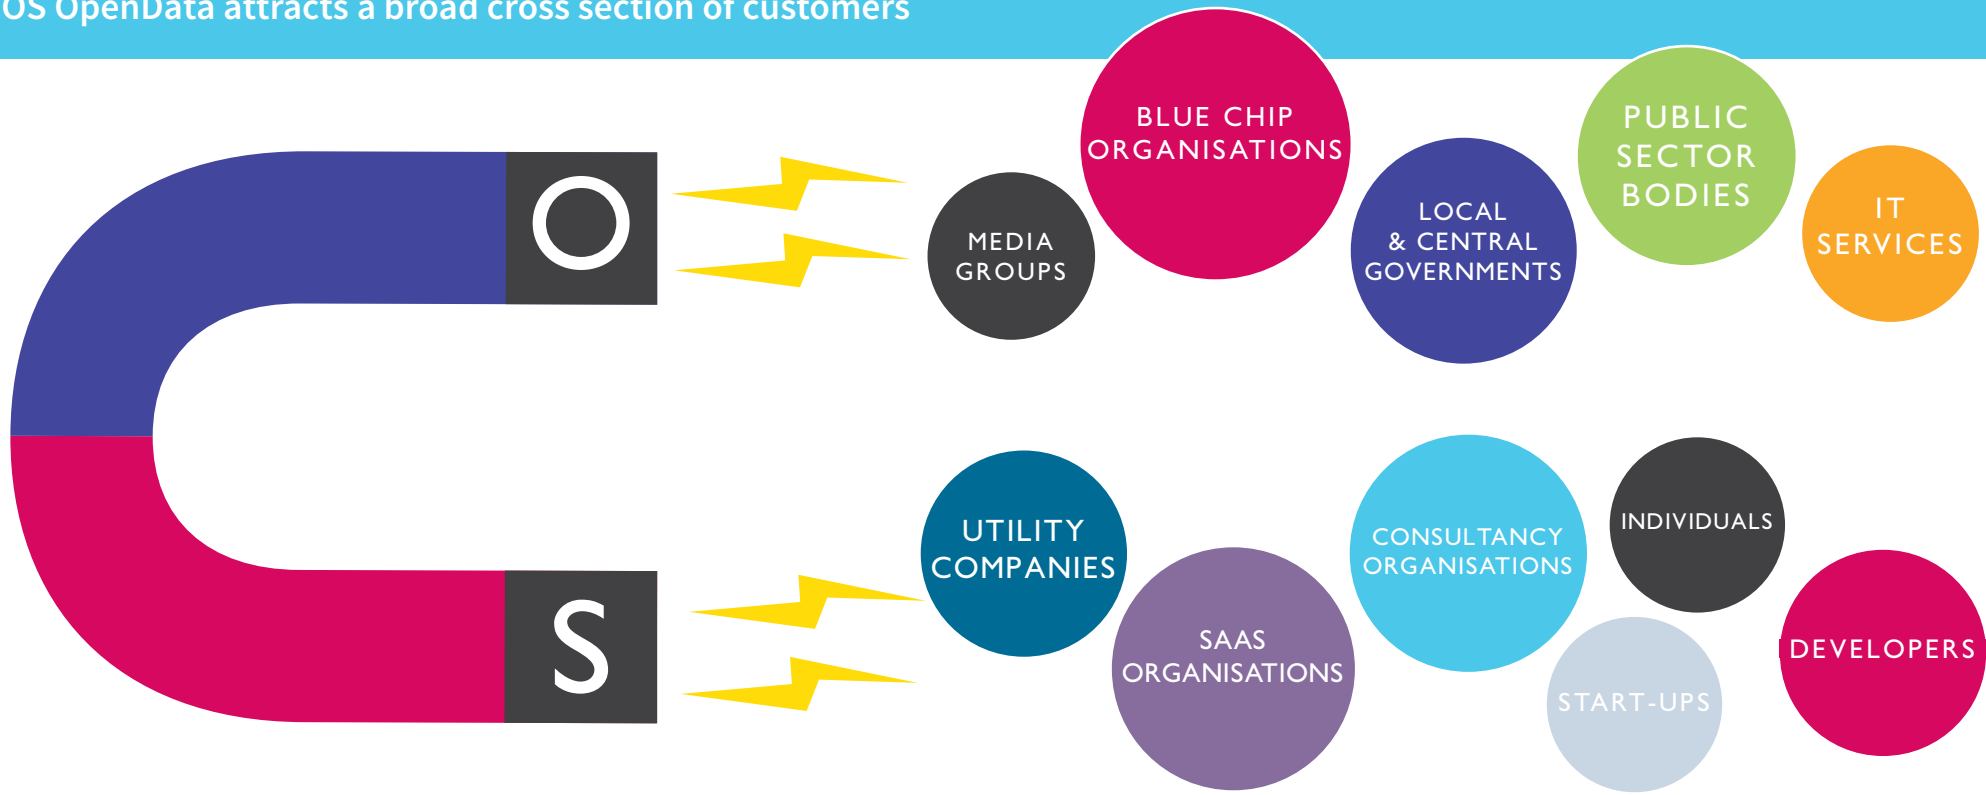 OS OpenData attracts a broad cross section of customers
O
MEDIA
GROUPS
BLUE CHIP
ORGANISATIONS
LOCAL
& CENTRAL
GOVERNMENTS
PUBLIC
SECTOR
BODIES
IT
SERVICES
S
UTILITY
COMPANIES
SAAS
ORGANISATIONS
CONSULTANCY
ORGANISATIONS
INDIVIDUALS
START-UPS
DEVELOPERS